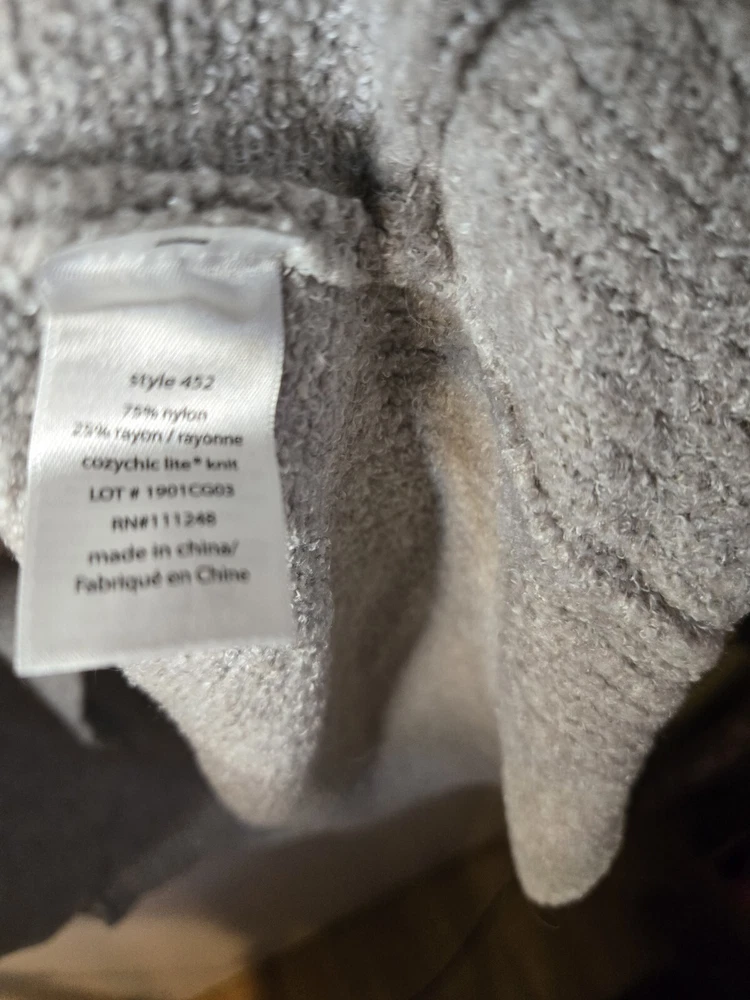 style 452
75% nylon
25% rayon / rayonne
cozychic lite® knit
LOT # 1901CG03
RN#111248
made in china/
Fabriqué en Chine